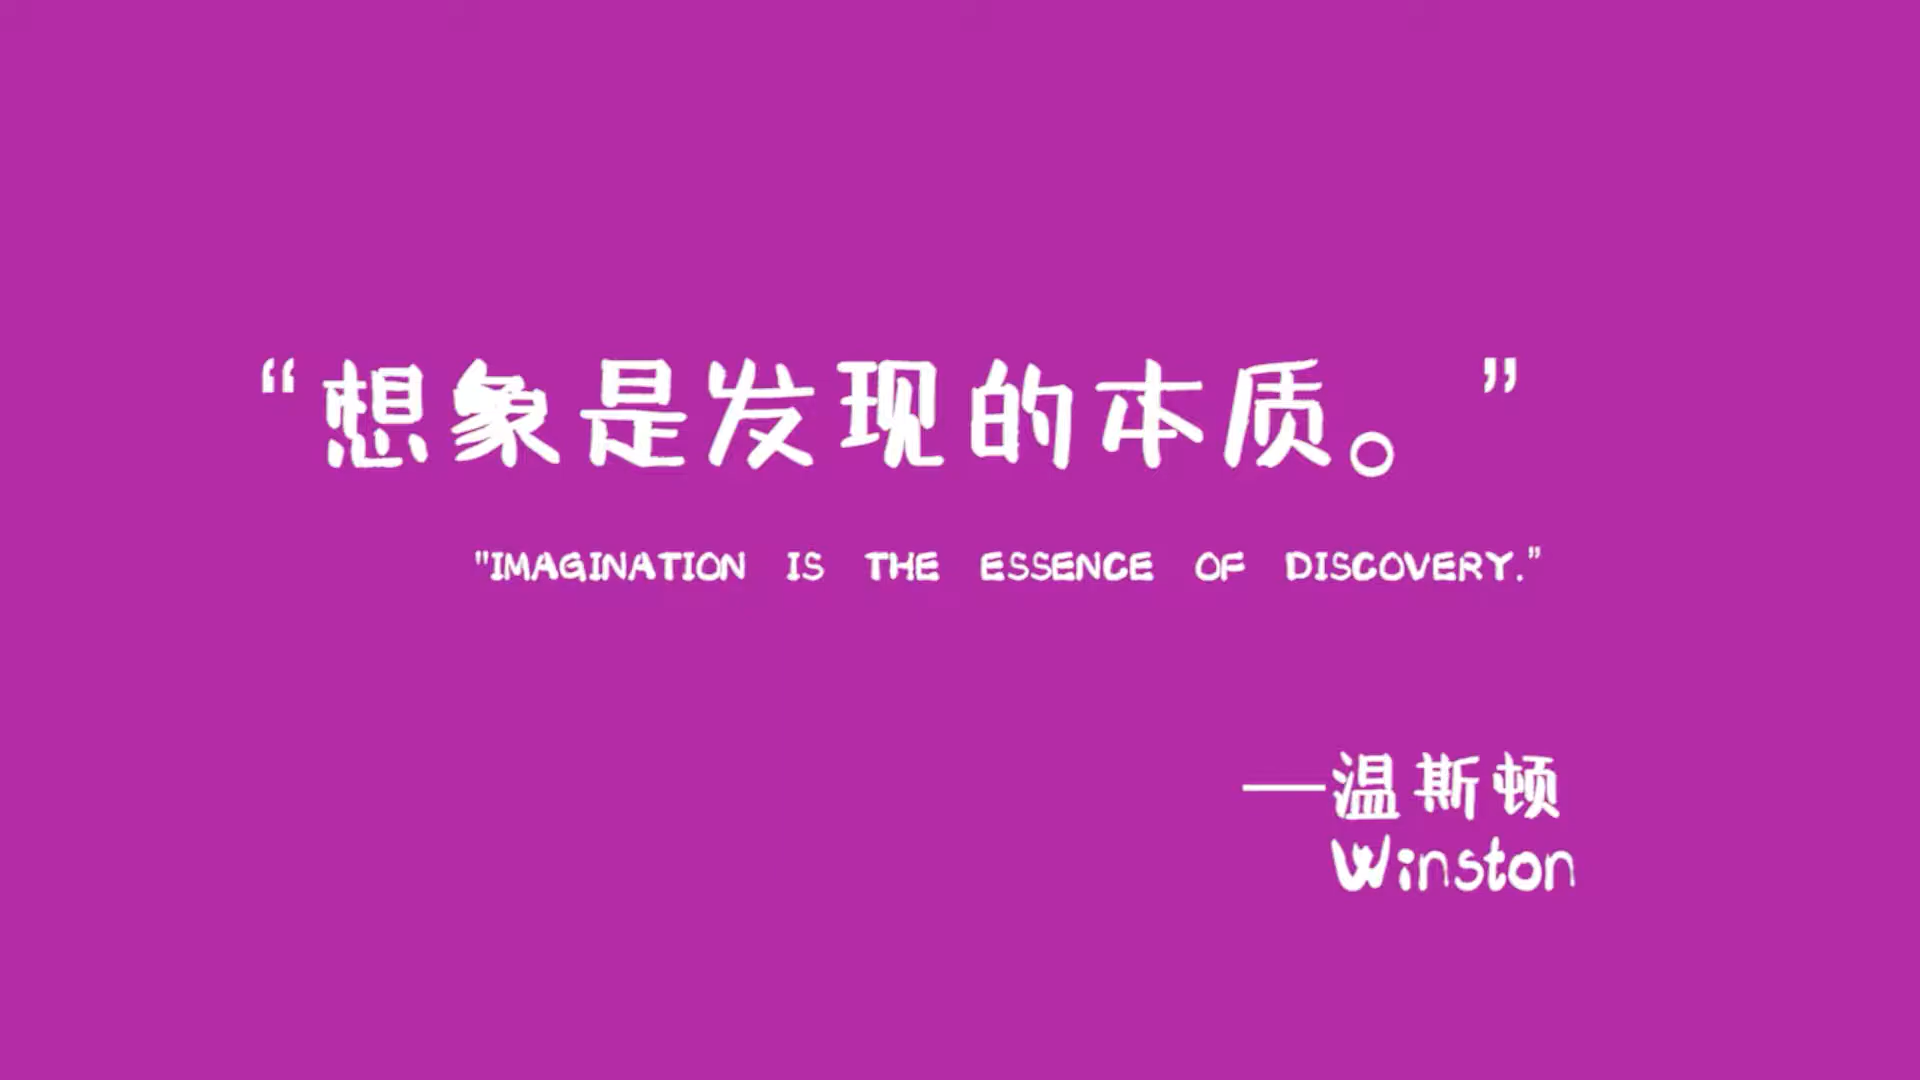 “想象是发现的本质。”
"IMAGINATION IS THE ESSENCE OF DISCOVERY.”
—温斯顿
Winston